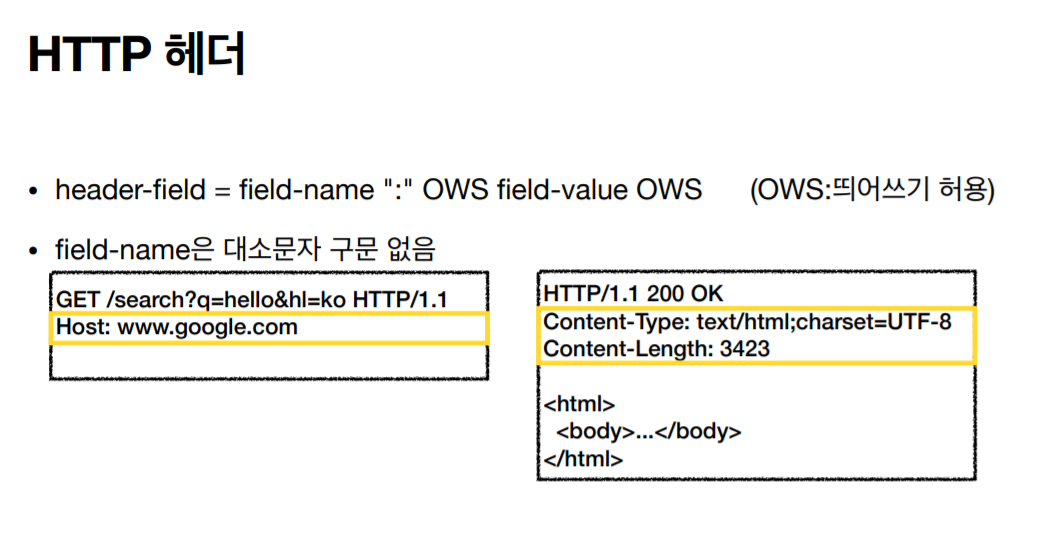 HTTP 헤더
• header-field = field-name ":" OWS field-value OWS (OWS:띄어쓰기 허용)
• field-name은 대소문자 구문 없음
GET /search?q=hello&hl=ko HTTP/1.1
Host: www.google.com
HTTP/1.1 200 OK
Content-Type: text/html;charset=UTF-8
Content-Length: 3423
<html>
<body>...</body>
</html>